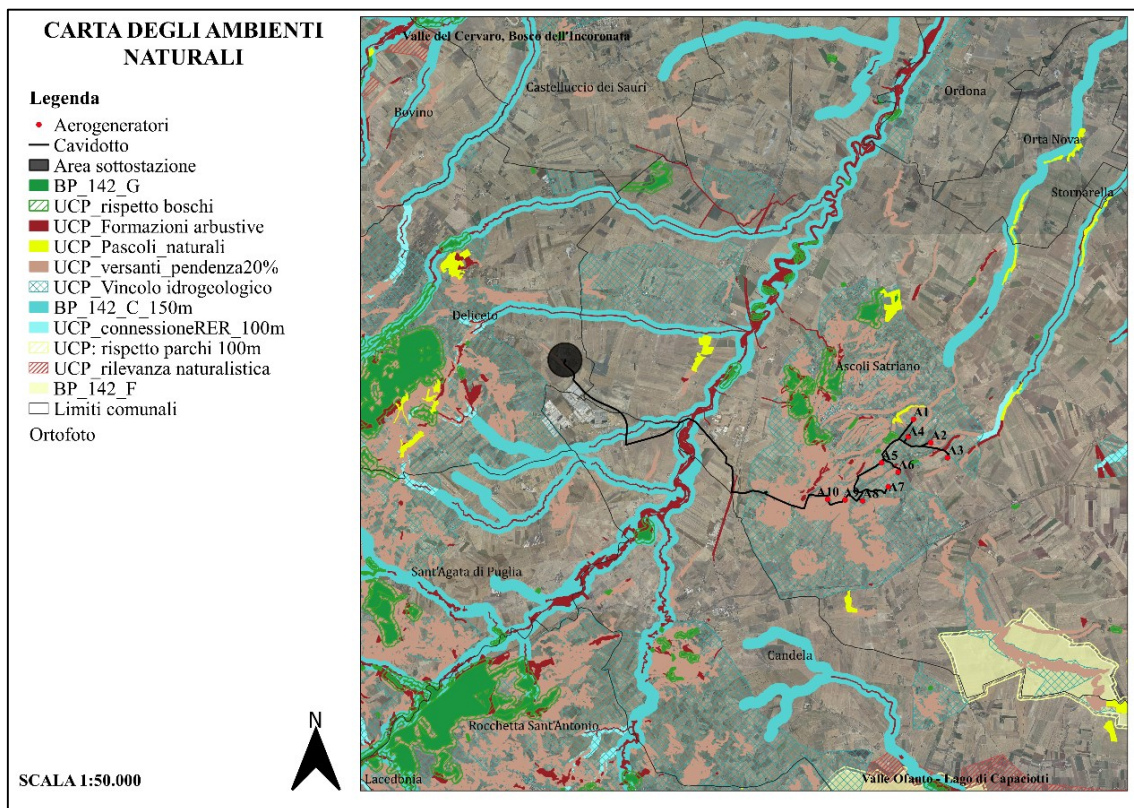 CARTA DEGLI AMBIENTI
NATURALI
Legenda
Aerogeneratori
Cavidotto
Area sottostazione
BP_142_G
UCP_rispetto boschi
UCP_Formazioni arbustive
UCP_Pascoli_naturali
UCP_versanti_pendenza20%
UCP_Vincolo idrogeologico
BP_142_C_150m
UCP_connessioneRER_100m
UCP: rispetto parchi 100m
UCP_rilevanza naturalistica
BP_142_F
Limiti comunali
Ortofoto
N
SCALA 1:50.000
Valle del Cervaro, Bosco dell'Incoronata
Castelluccio dei Sauri
Ordona
Bovino
Orta Nova
Stornarella
Deliceto
Ascoli Satriano
A1
A4
A2
A3
A5
A6
A7
A10
A9
A8
Sant'Agata di Puglia
Candela
Rocchetta Sant'Antonio
Lacedonia
Valle Ofanto - Lago di Capaciotti